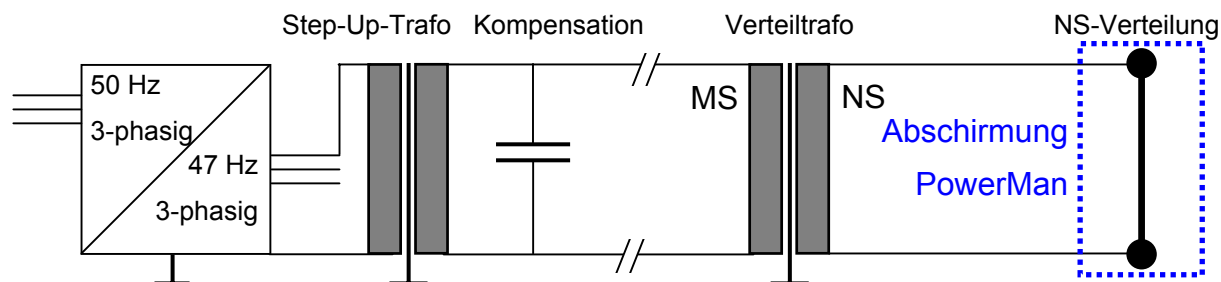 Step-Up-Trafo
Kompensation
Verteiltrafo
NS-Verteilung
50 Hz
3-phasig
47 Hz
3-phasig
MS
NS
Abschirmung
PowerMan